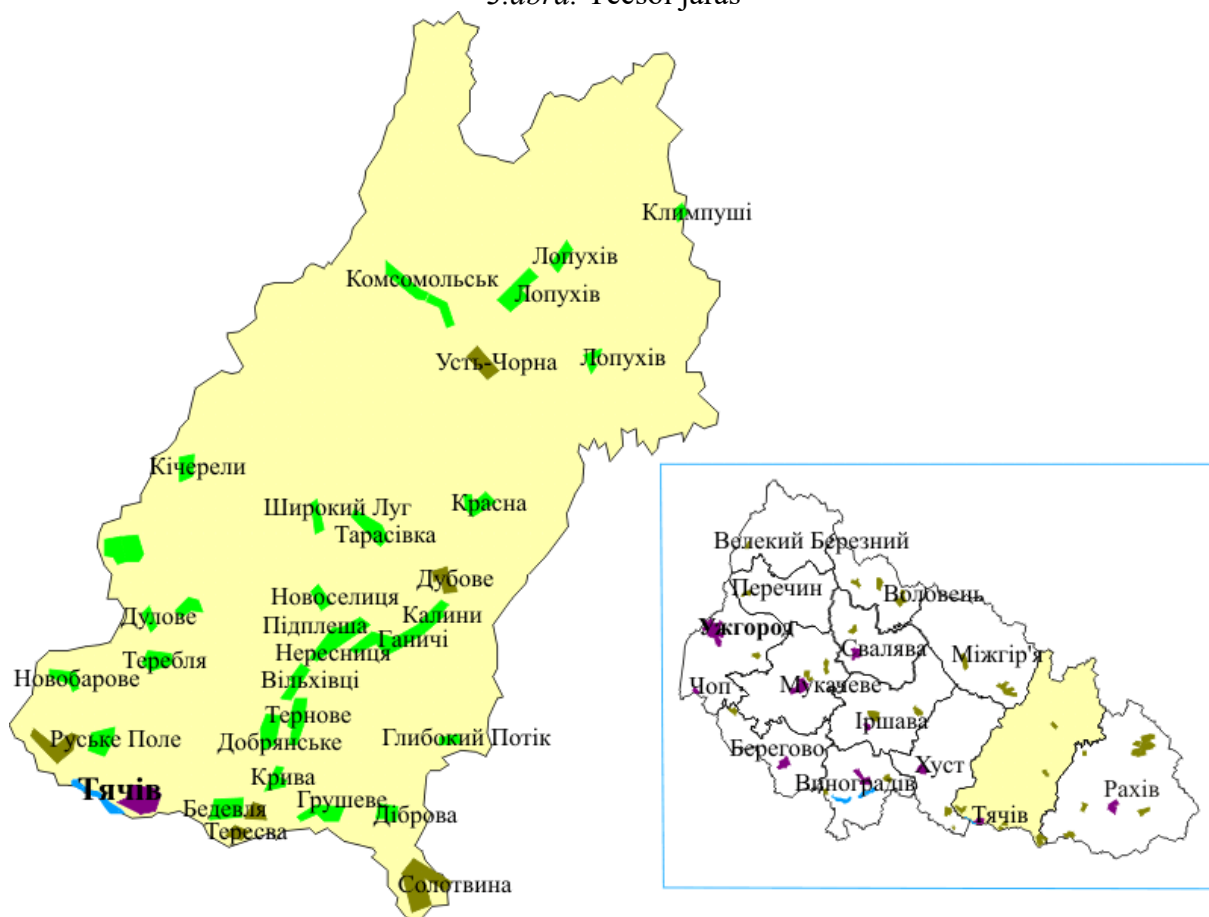 ábra: Técsői járás
Климпуші
Лопухів
Комсомольськ
Лопухів
Усть-Чорна
Лопухів
Кічерели
Широкий Луг
Красна
Тарасівка
Дубове
Новоселиця
Дулове
Калини
Підплеша
Ганичі
Нересниця
Теребля
Новобарове
Вільхівці
Тернове
Руське Поле
Добрянське
Глибокий Потік
Крива
Тячів
Бедевля
Грушеве
Діброва
Тересва
Солотвина
Велекий Березний
Перечин
Воловець
Ужгород
Свалява
Міжгір'я
Чоп
Мукачеве
Іршава
Берегово
Хуст
Виноградів
Рахів
Тячів